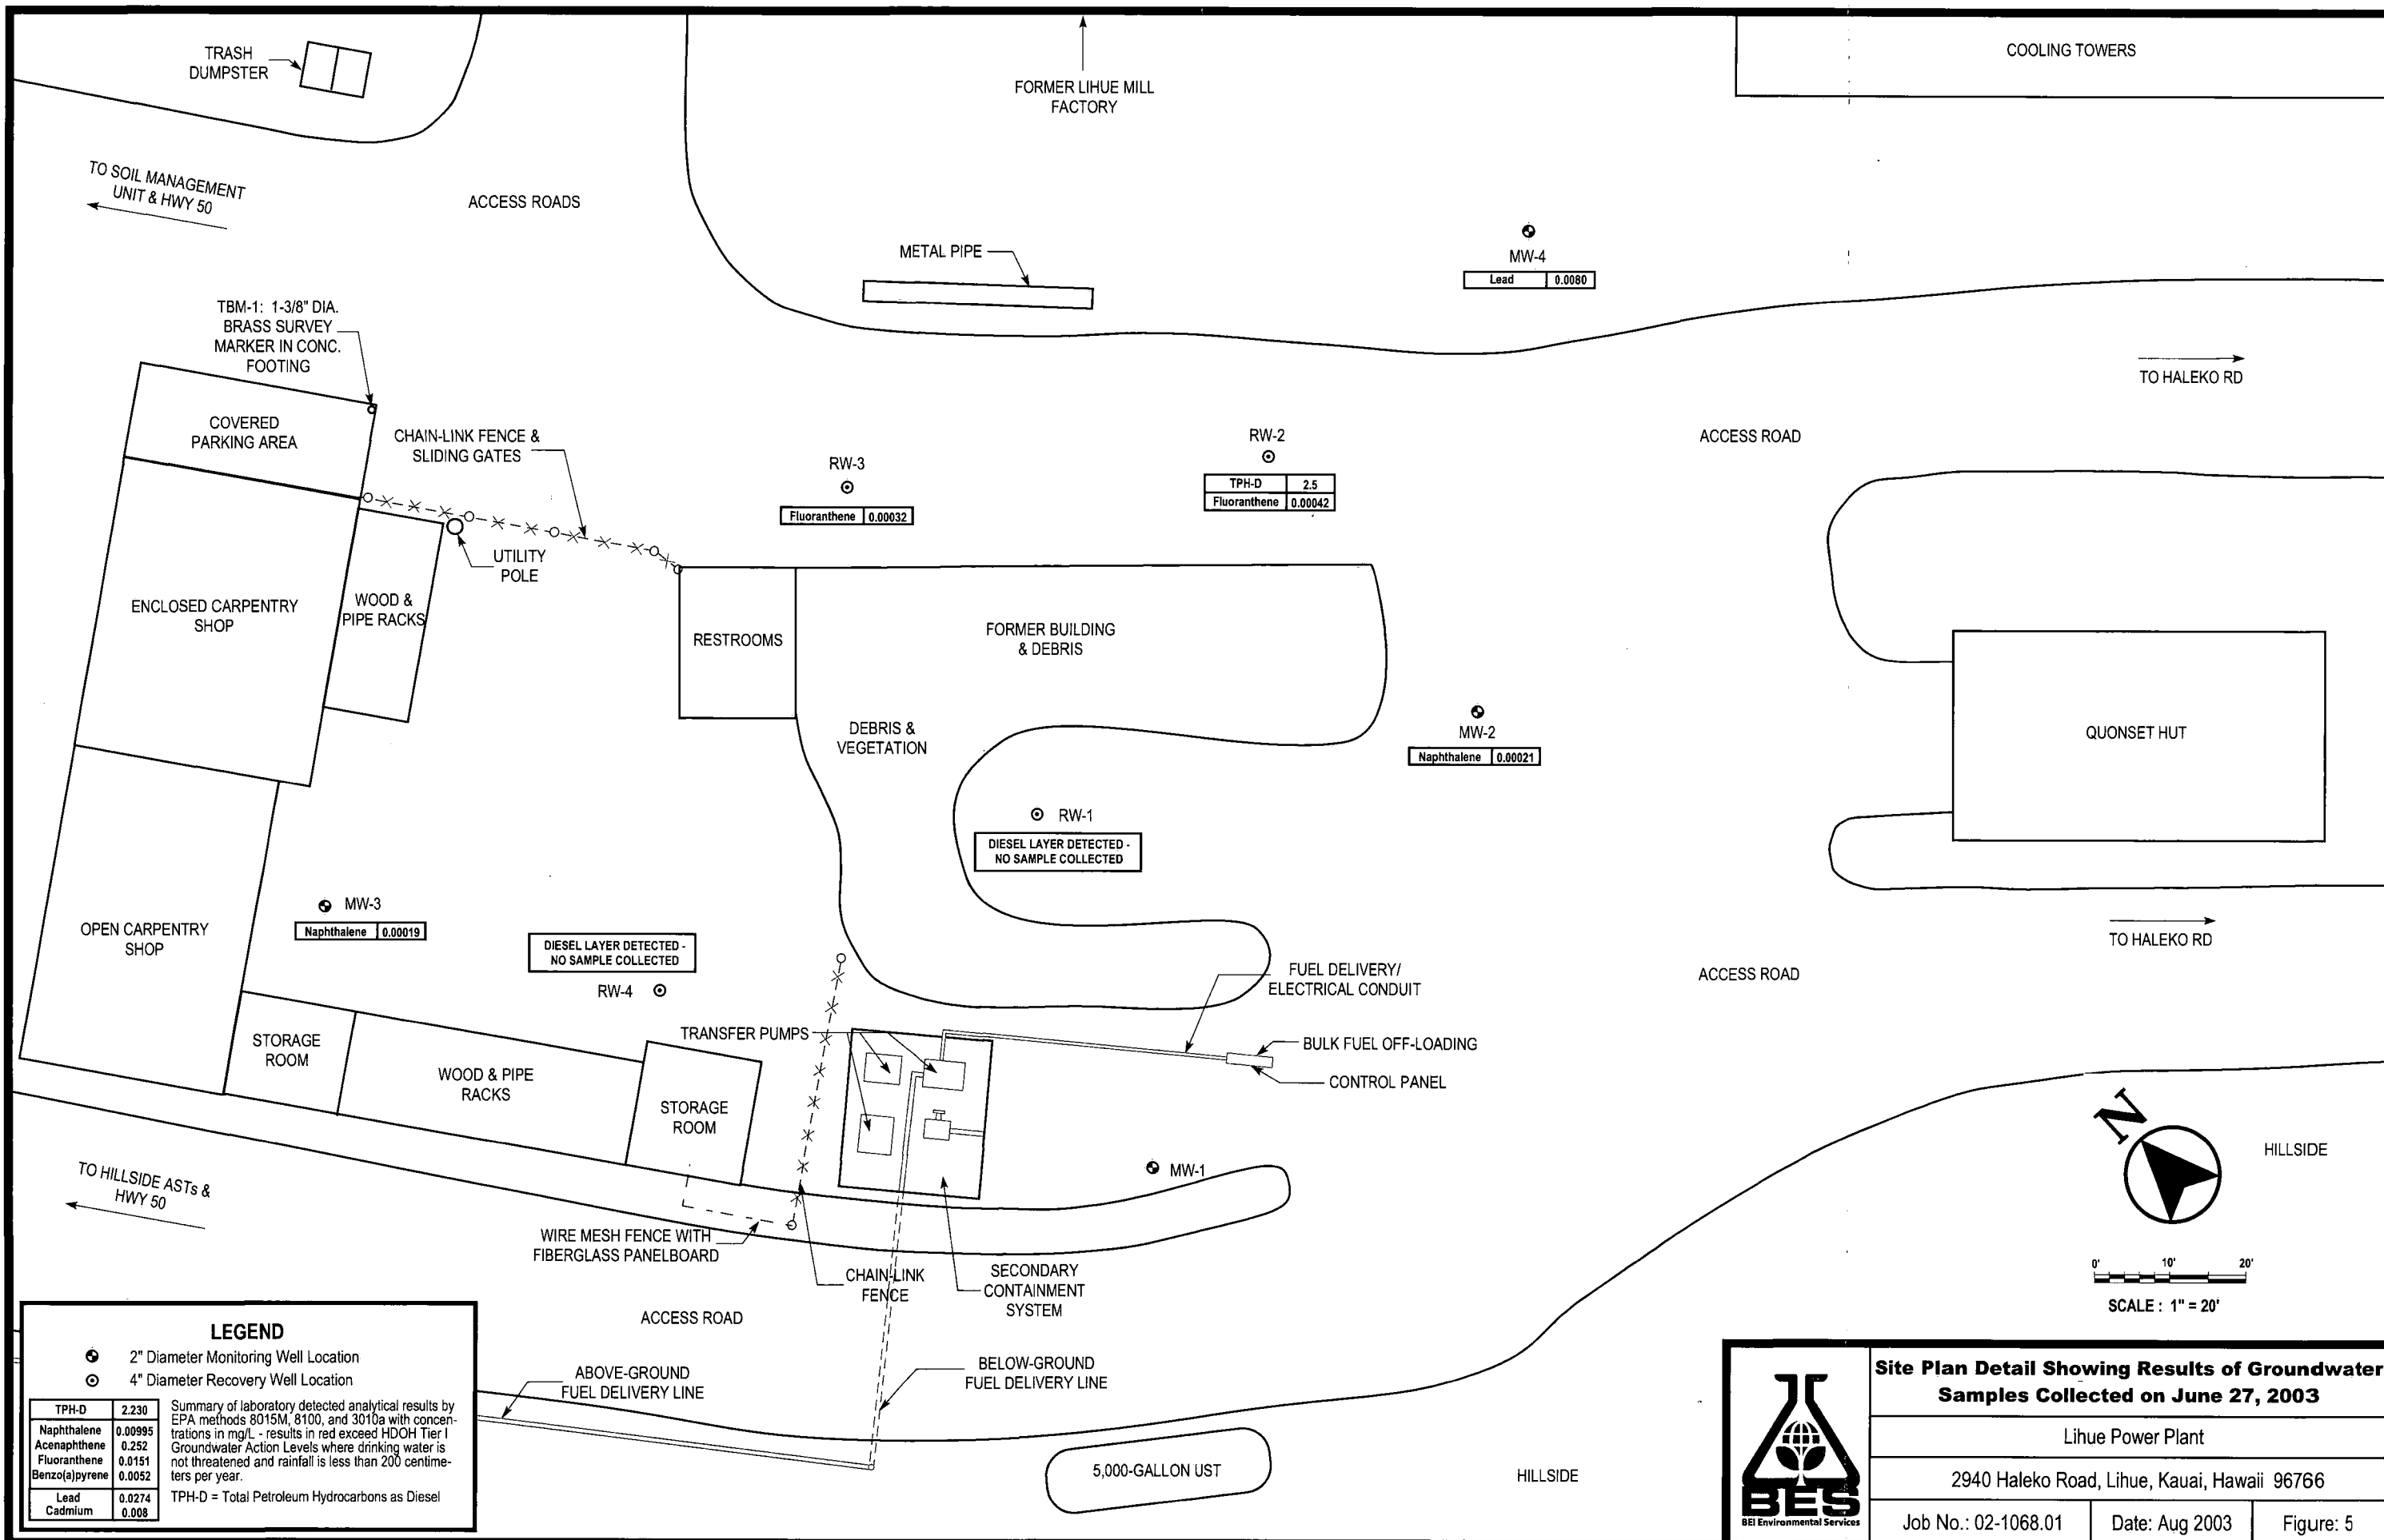 TRASH
DUMPSTER
FORMER LIHUE MILL
FACTORY
COOLING TOWERS
TO SOIL MANAGEMENT
UNIT & HWY 50
ACCESS ROADS
METAL PIPE
MW-4
Lead 0.0080
TBM-1: 1-3/8" DIA.
BRASS SURVEY
MARKER IN CONC.
FOOTING
TO HALEKO RD
COVERED
PARKING AREA
CHAIN-LINK FENCE &
SLIDING GATES
RW-3
Fluoranthene 0.00032
RW-2
TPH-D 2.5
Fluoranthene 0.00042
ACCESS ROAD
UTILITY
POLE
ENCLOSED CARPENTRY
SHOP
WOOD &
PIPE RACKS
RESTROOMS
FORMER BUILDING
& DEBRIS
DEBRIS &
VEGETATION
MW-2
Naphthalene 0.00021
QUONSET HUT
RW-1
DIESEL LAYER DETECTED -
NO SAMPLE COLLECTED
MW-3
Naphthalene 0.00019
OPEN CARPENTRY
SHOP
DIESEL LAYER DETECTED -
NO SAMPLE COLLECTED
RW-4
TO HALEKO RD
ACCESS ROAD
FUEL DELIVERY/
ELECTRICAL CONDUIT
TRANSFER PUMPS
STORAGE
ROOM
WOOD & PIPE
RACKS
STORAGE
ROOM
BULK FUEL OFF-LOADING
CONTROL PANEL
N
HILLSIDE
MW-1
TO HILLSIDE ASTs &
HWY 50
WIRE MESH FENCE WITH
FIBERGLASS PANELBOARD
CHAIN-LINK
FENCE
SECONDARY
CONTAINMENT
SYSTEM
0' 10' 20'
SCALE : 1" = 20'
ACCESS ROAD
ABOVE-GROUND
FUEL DELIVERY LINE
BELOW-GROUND
FUEL DELIVERY LINE
5,000-GALLON UST
HILLSIDE
LEGEND
2" Diameter Monitoring Well Location
4" Diameter Recovery Well Location
TPH-D 2.230
Naphthalene 0.00995
Acenaphthene 0.252
Fluoranthene 0.0151
Benzo(a)pyrene 0.0052
Lead 0.0274
Cadmium 0.008
Summary of laboratory detected analytical results by
EPA methods 8015M, 8100, and 3010a with concen-
trations in mg/L - results in red exceed HDOH Tier I
Groundwater Action Levels where drinking water is
not threatened and rainfall is less than 200 centime-
ters per year.
TPH-D = Total Petroleum Hydrocarbons as Diesel
BES
BEI Environmental Services
Site Plan Detail Showing Results of Groundwater
Samples Collected on June 27, 2003
Lihue Power Plant
2940 Haleko Road, Lihue, Kauai, Hawaii 96766
Job No.: 02-1068.01
Date: Aug 2003
Figure: 5